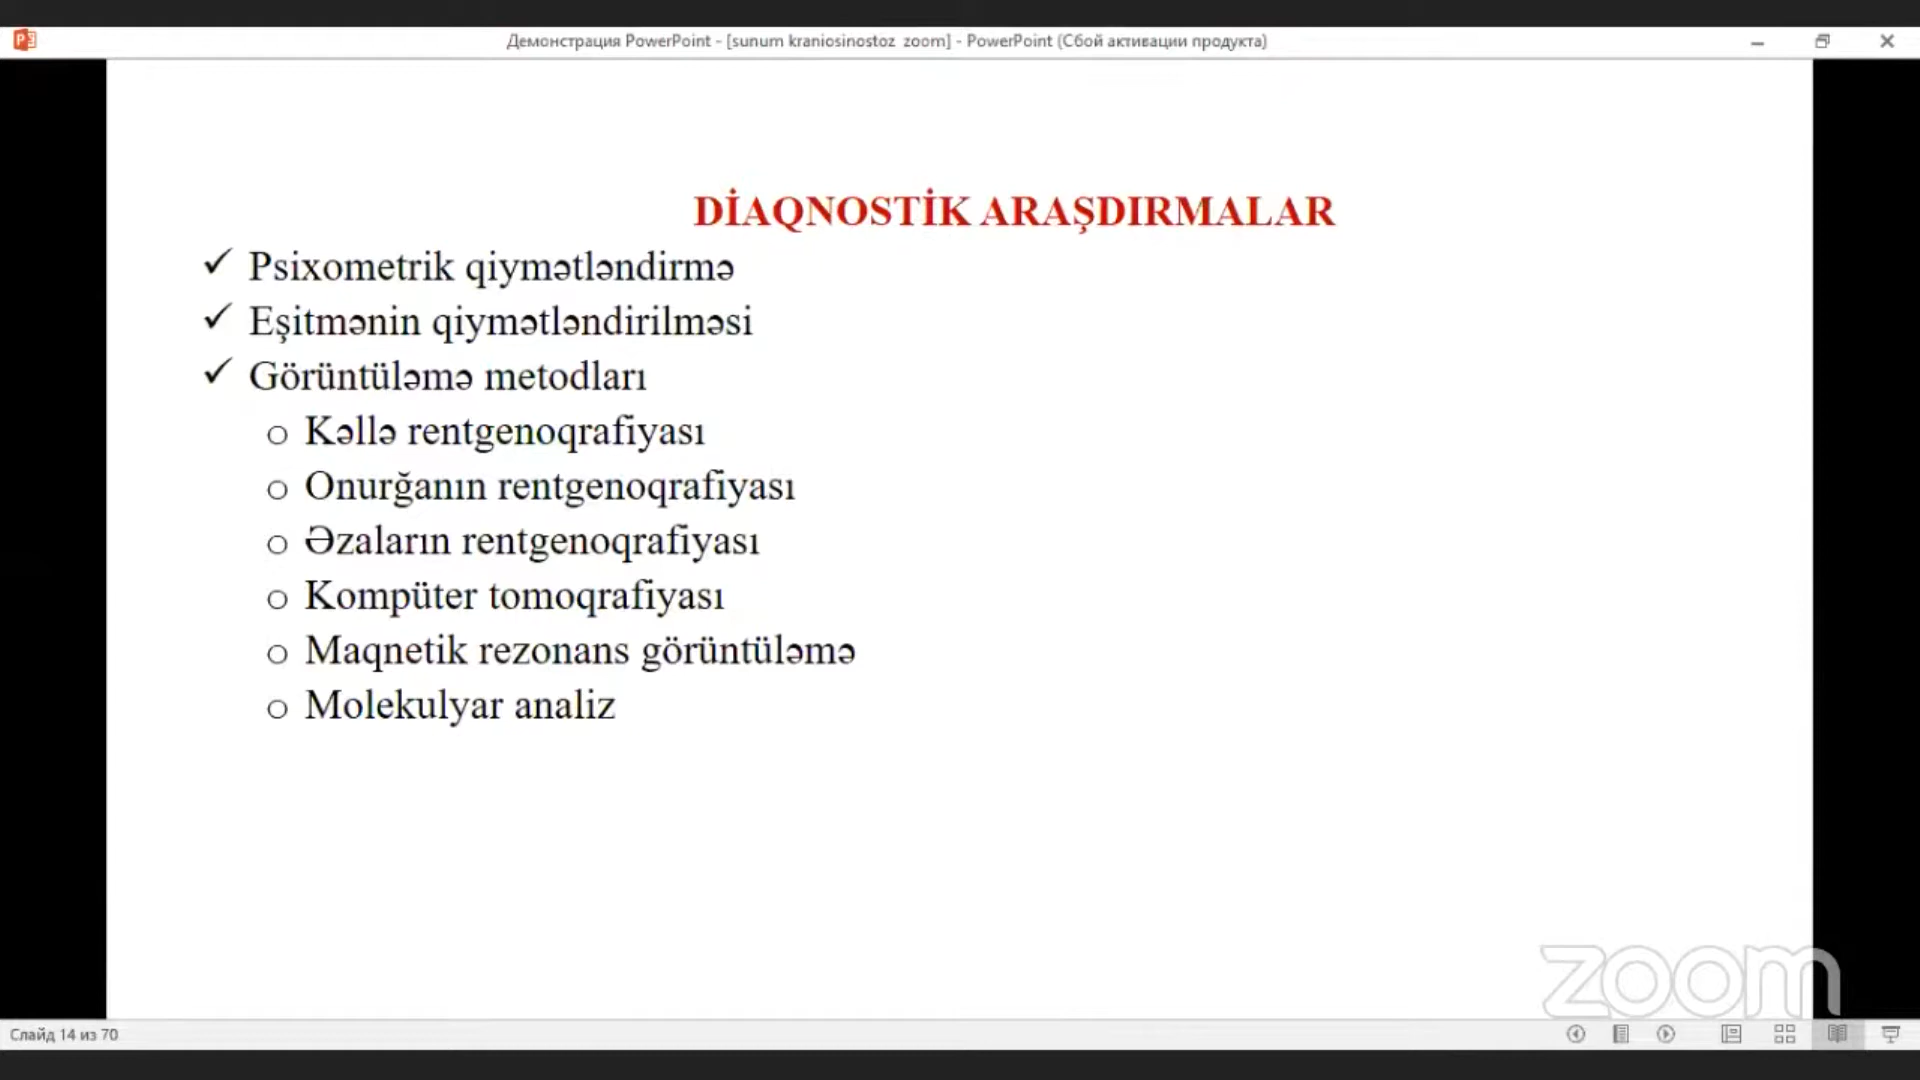 Демонстрация PowerPoint - [sunum kraniosinostoz  zoom] - PowerPoint (Сбой активации продукта)
DİAQNOSTİK ARAŞDIRMALAR
✓ Psixometrik qiymətləndirmə
✓ Eşitmənin qiymətləndirilməsi
✓ Görüntüləmə metodları
o Kəllə rentgenoqrafiyası
o Onurğanın rentgenoqrafiyası
o Əzaların rentgenoqrafiyası
o Kompüter tomoqrafiyası
o Maqnetik rezonans görüntüləmə
o Molekulyar analiz
zoom
Слайд 14 из 70